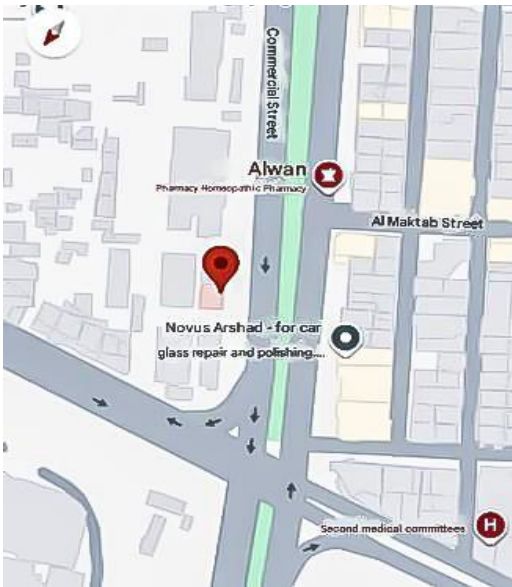 Commercial Street
Alwan
Pharmacy Homeopathic Pharmacy
Al Maktab Street
Novus Arshad - for car
glass repair and polishing....
Second medical committees
H